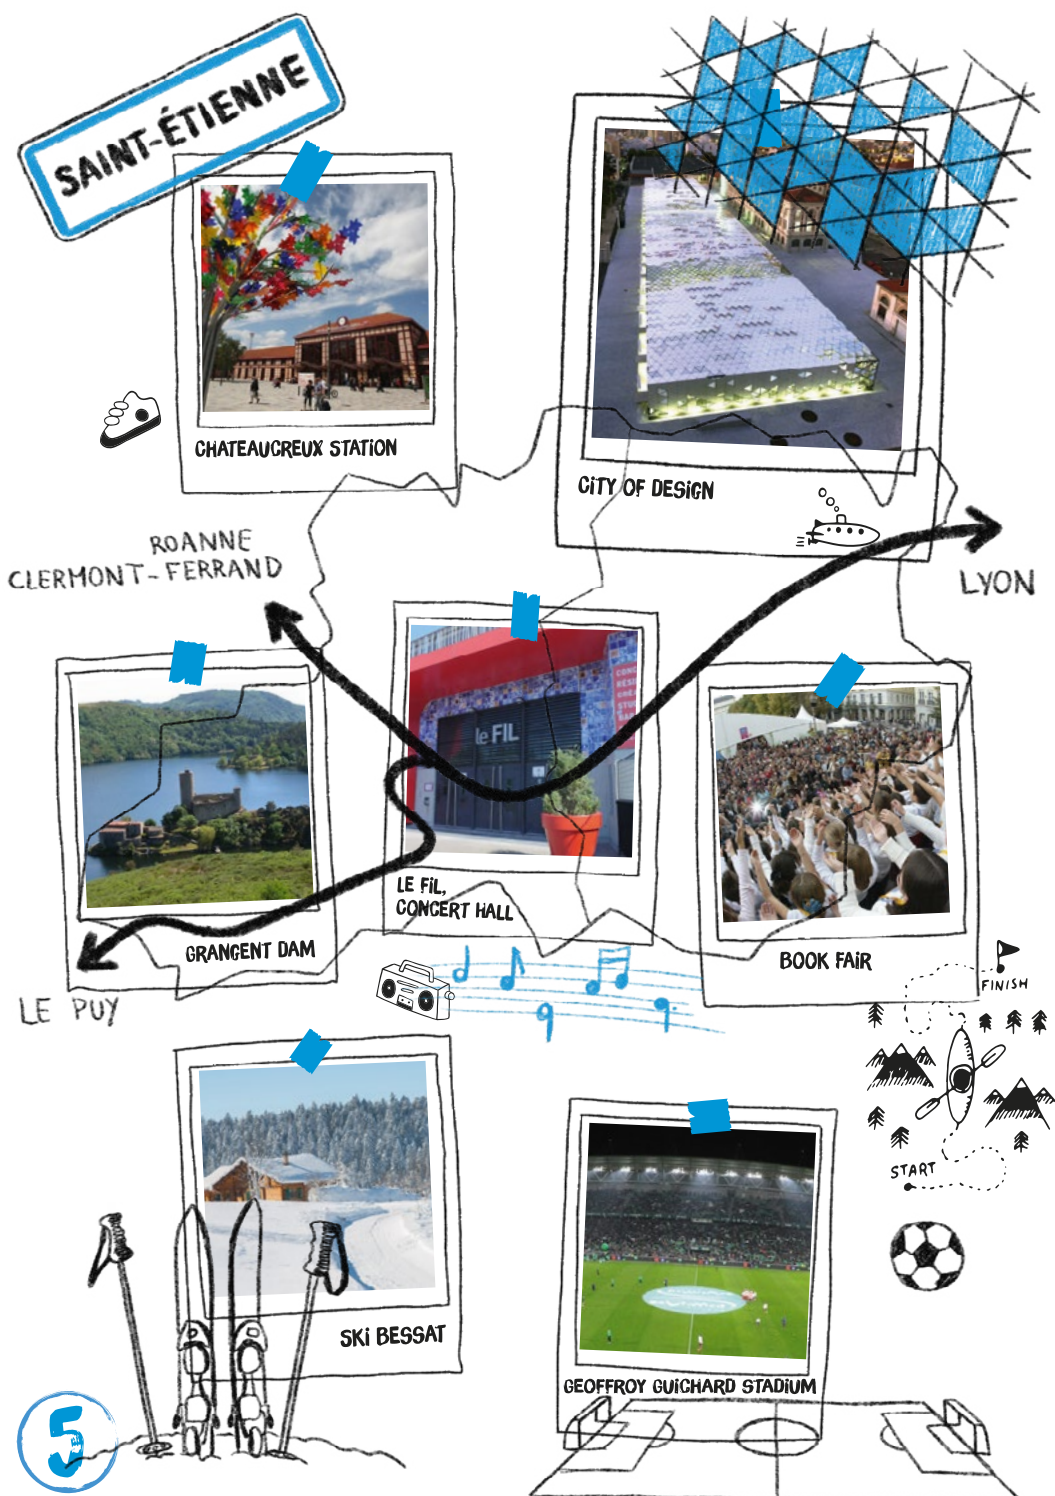 SAINT-ÉTIENNE
CHATEAUCREUX STATION
CITY OF DESIGN
ROANNE
CLERMONT-FERRAND
LYON
le FIL
LE FIL,
CONCERT HALL
GRANGENT DAM
BOOK FAIR
LE PUY
FINISH
START
SKI BESSAT
GEOFFROY GUICHARD STADIUM
5